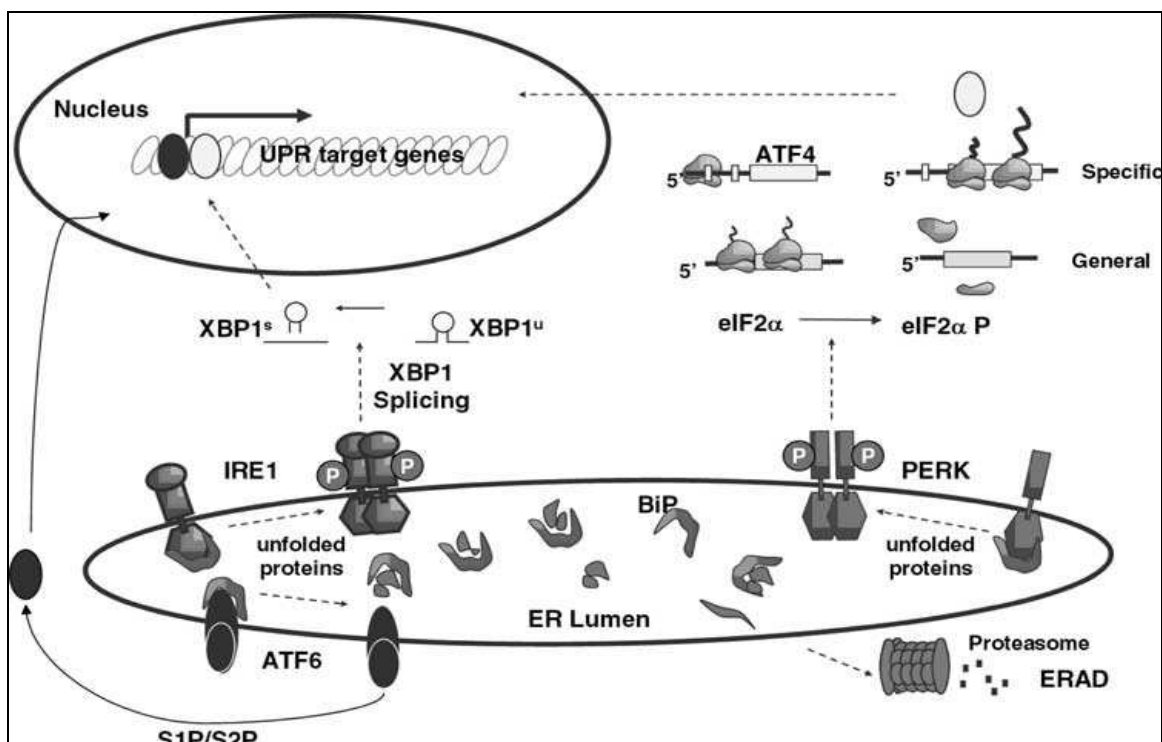 Nucleus
UPR target genes
ATF4
5'
5'
Specific
5'
5'
General
XBP1s
XBP1u
eIF2α
eIF2α P
XBP1
Splicing
IRE1
P
P
P
P
PERK
BiP
unfolded
proteins
unfolded
proteins
ER Lumen
ATF6
Proteasome
ERAD
S1P/S2P